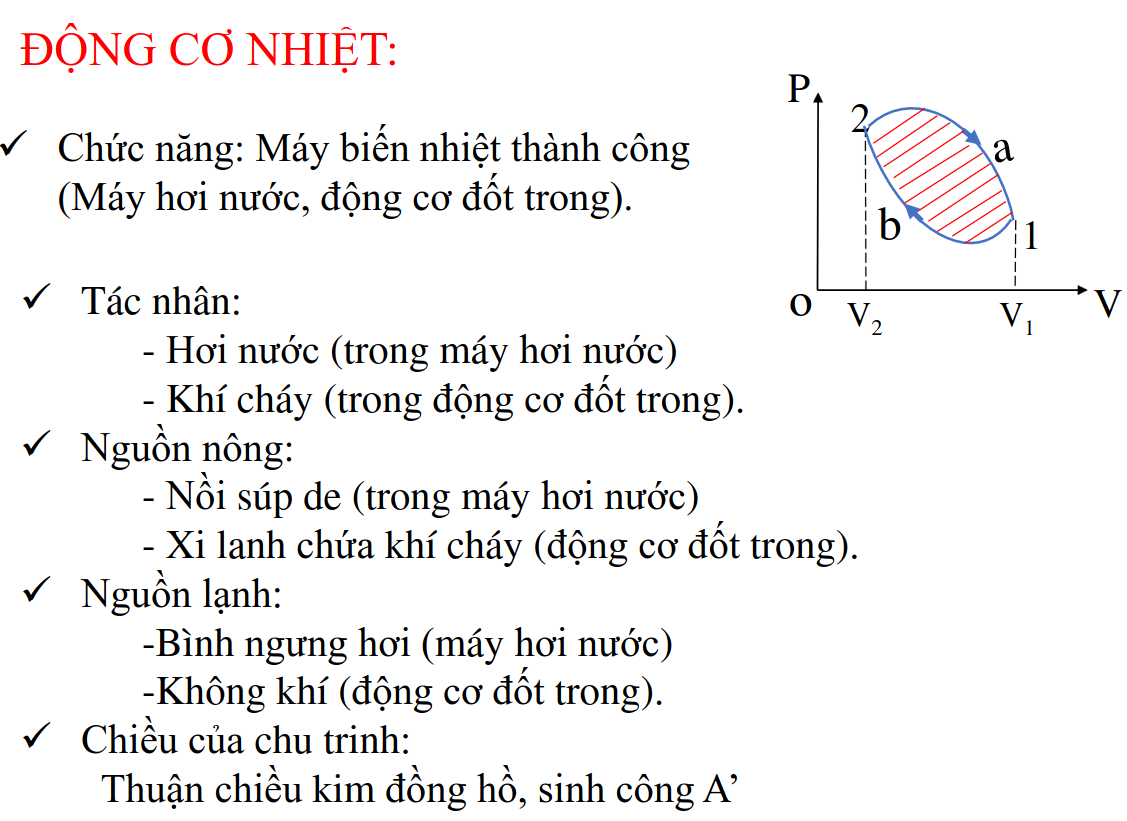 ĐỘNG CƠ NHIỆT:
✓ Chức năng: Máy biến nhiệt thành công
(Máy hơi nước, động cơ đốt trong).
✓ Tác nhân:
- Hơi nước (trong máy hơi nước)
- Khí cháy (trong động cơ đốt trong).
✓ Nguồn nông:
- Nồi súp de (trong máy hơi nước)
- Xi lanh chứa khí cháy (động cơ đốt trong).
✓ Nguồn lạnh:
-Bình ngưng hơi (máy hơi nước)
-Không khí (động cơ đốt trong).
✓ Chiều của chu trinh:
Thuận chiều kim đồng hồ, sinh công A’
P
2
a
b
1
o
V₂
V₁
V